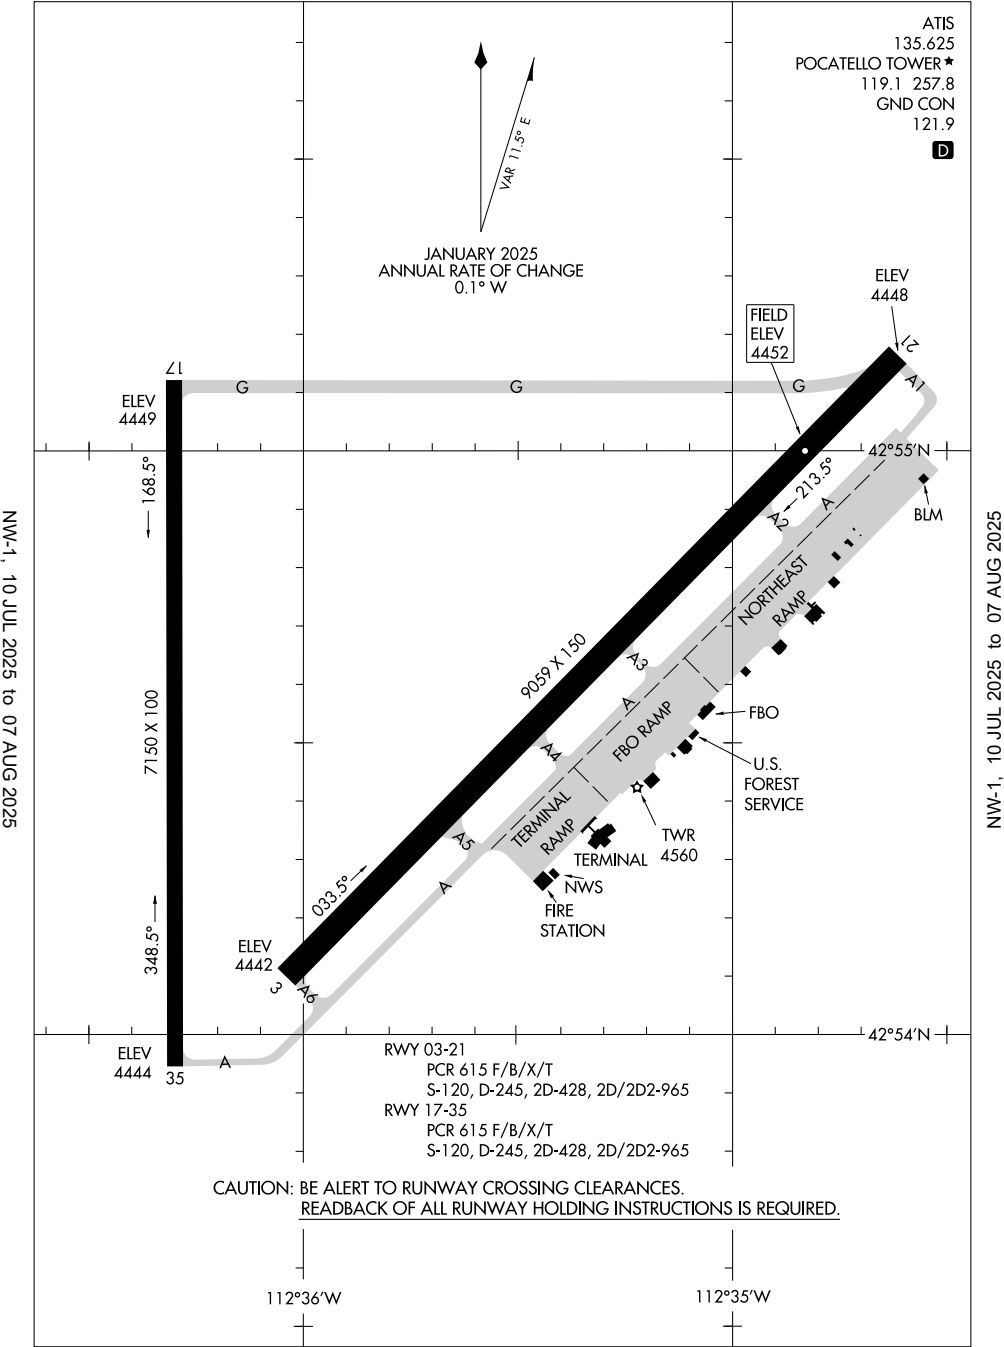 ATIS
135.625
POCATELLO TOWER★
119.1 257.8
GND CON
121.9
D
VAR 11.5° E
JANUARY 2025
ANNUAL RATE OF CHANGE
0.1° W
ELEV
4448
FIELD
ELEV
4452
21
17
G
G
G
A1
ELEV
4449
42°55'N
168.5°
213.5°
A
A2
BLM
NORTHEAST
RAMP
9059 X 150
A3
A
7150 X 100
FBO RAMP
FBO
A4
U.S.
FOREST
SERVICE
TERMINAL
RAMP
A5
TWR
4560
TERMINAL
033.5°
A
NWS
FIRE
STATION
348.5°
ELEV
4442
3
A6
42°54'N
ELEV
4444
35
A
RWY 03-21
PCR 615 F/B/X/T
S-120, D-245, 2D-428, 2D/2D2-965
RWY 17-35
PCR 615 F/B/X/T
S-120, D-245, 2D-428, 2D/2D2-965
CAUTION: BE ALERT TO RUNWAY CROSSING CLEARANCES.
READBACK OF ALL RUNWAY HOLDING INSTRUCTIONS IS REQUIRED.
112°36'W
112°35'W
NW-1, 10 JUL 2025 to 07 AUG 2025
NW-1, 10 JUL 2025 to 07 AUG 2025